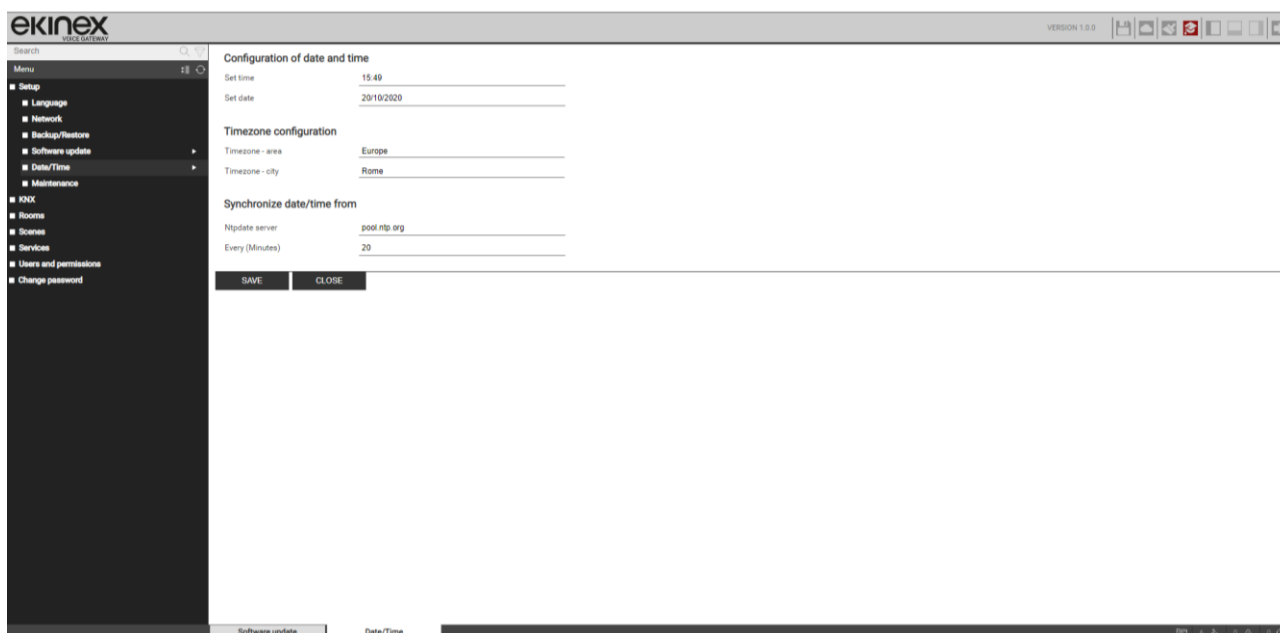 ekinex
VOICE GATEWAY
VERSION 1.0.0
Search
Menu
Setup
Language
Network
Backup/Restore
Software update
Date/Time
Maintenance
KNX
Rooms
Scenes
Services
Users and permissions
Change password
Configuration of date and time
Set time 15:49
Set date 20/10/2020
Timezone configuration
Timezone - area Europe
Timezone - city Rome
Synchronize date/time from
Ntpdate server pool.ntp.org
Every (Minutes) 20
SAVE CLOSE
Software update Date/Time